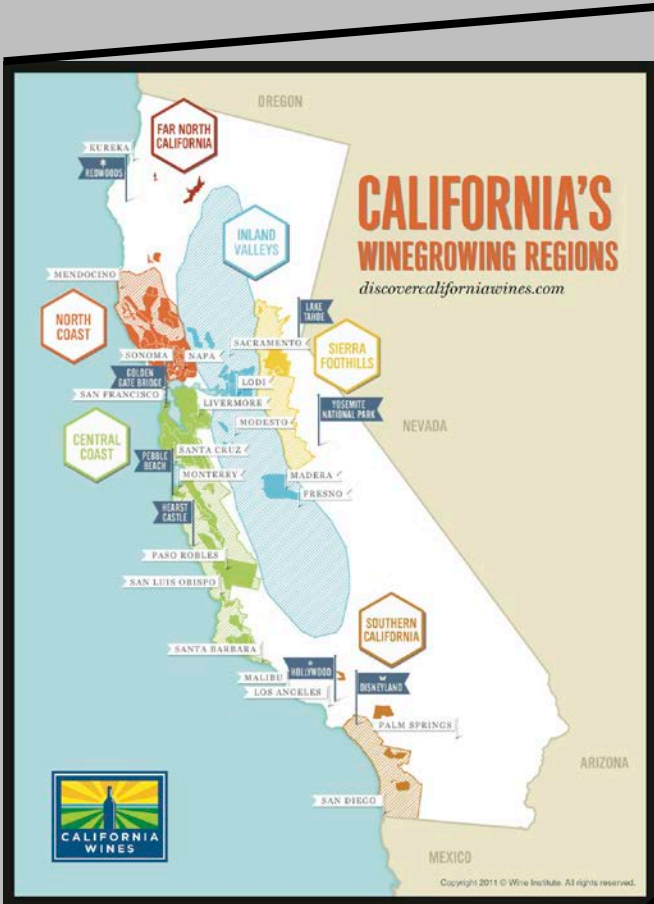 OREGON
FAR NORTH
CALIFORNIA
EUREKA
REDWOODS
CALIFORNIA'S
WINEGROWING REGIONS
discovercaliforniawines.com
INLAND
VALLEYS
MENDOCINO
LAKE
TAHOE
NORTH
COAST
SACRAMENTO
SIERRA
FOOTHILLS
SONOMA
NAPA
GOLDEN
GATE BRIDGE
LODI
SAN FRANCISCO
LIVERMORE
YOSEMITE
NATIONAL PARK
MODESTO
NEVADA
CENTRAL
COAST
PEBBLE
BEACH
SANTA CRUZ
MONTEREY
MADERA
FRESNO
HEARST
CASTLE
PASO ROBLES
SAN LUIS OBISPO
SOUTHERN
CALIFORNIA
SANTA BARBARA
MALIBU
HOLLYWOOD
LOS ANGELES
DISNEYLAND
PALM SPRINGS
ARIZONA
SAN DIEGO
CALIFORNIA
WINES
MEXICO
Copyright 2011 © Wine Institute. All rights reserved.